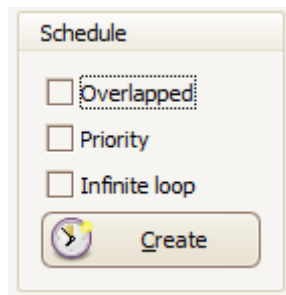 Schedule
Overlapped
Priority
Infinite loop
Create